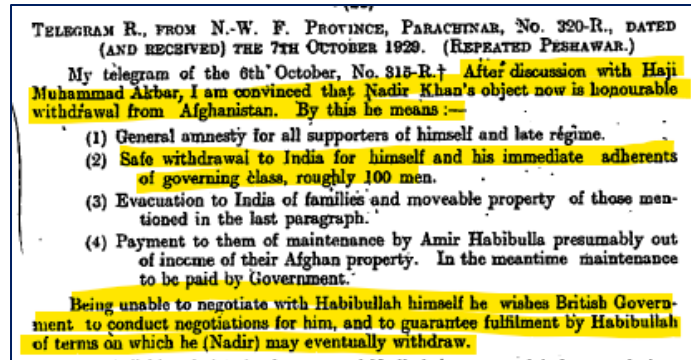 TELEGRAM R., FROM N.-W. F. PROVINCE, PARACHINAR, NO. 320-R., DATED
(AND RECEIVED) THE 7TH OCTOBER 1929. (REPEATED PESHAWAR.)
My telegram of the 6th October, No. 315-R.† After discussion with Haji
Muhammad Akbar, I am convinced that Nadir Khan's object now is honourable
withdrawal from Afghanistan. By this he means :—
(1) General amnesty for all supporters of himself and late régime.
(2) Safe withdrawal to India for himself and his immediate adherents
of governing class, roughly 100 men.
(3) Evacuation to India of families and moveable property of those men-
tioned in the last paragraph.
(4) Payment to them of maintenance by Amir Habibulla presumably out
of income of their Afghan property. In the meantime maintenance
to be paid by Government.
Being unable to negotiate with Habibullah himself he wishes British Govern-
ment to conduct negotiations for him, and to guarantee fulfilment by Habibullah
of terms on which he (Nadir) may eventually withdraw.